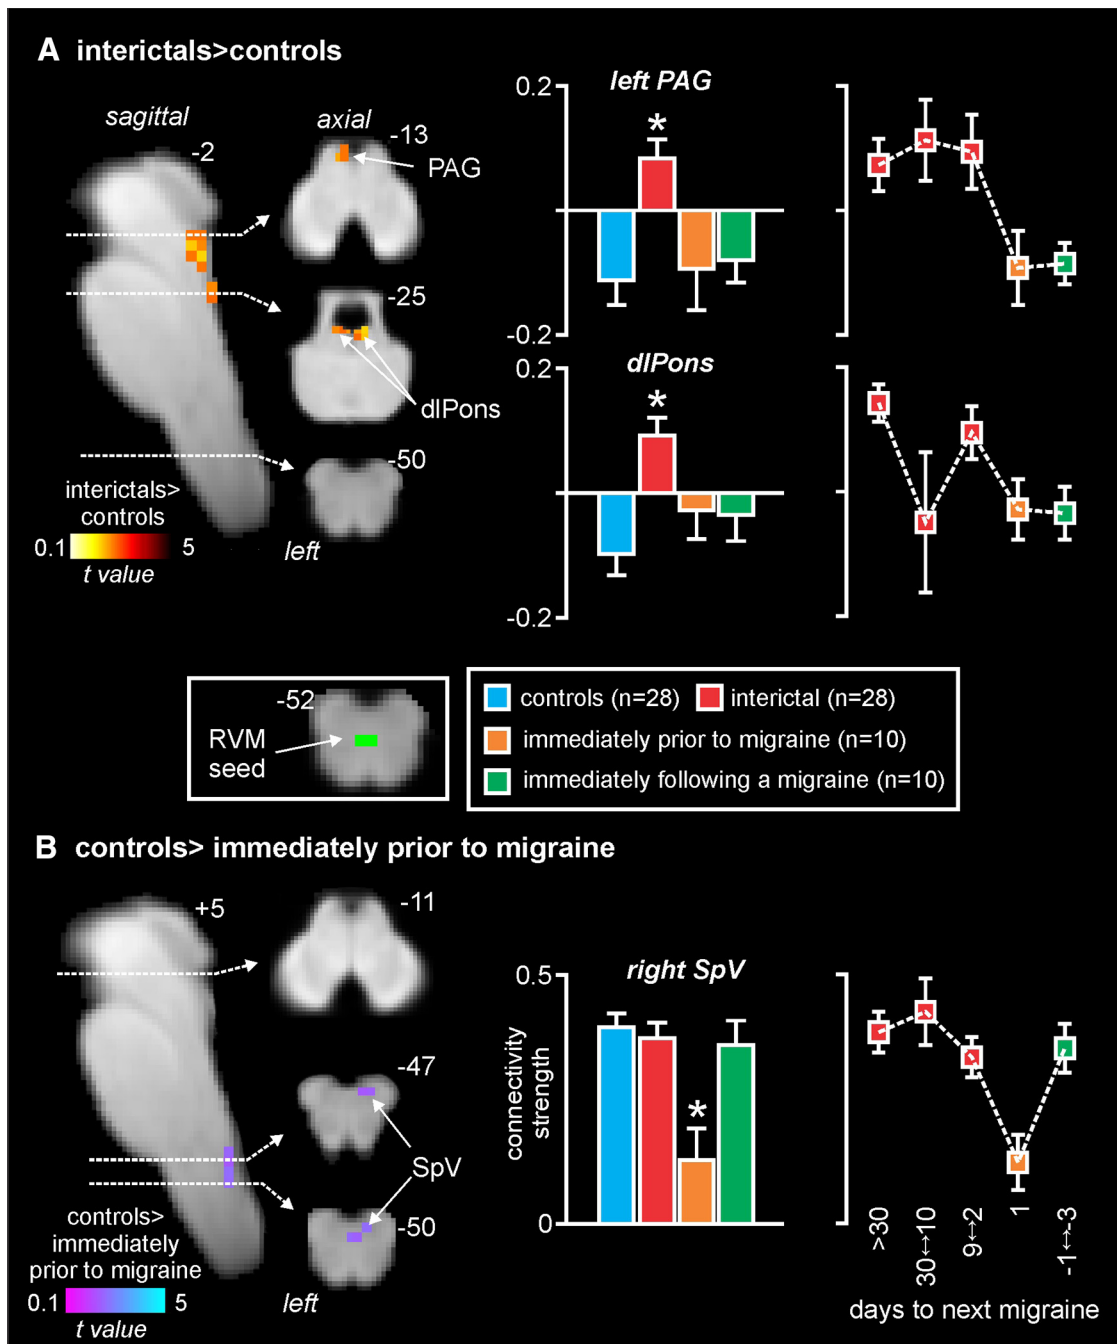 A interictals>controls
sagittal
axial
-2
-13
PAG
-25
dlPons
-50
interictals>
controls
0.1
5
t value
left
left PAG
0.2
*
-0.2
dlPons
0.2
*
-0.2
-52
RVM
seed
controls (n=28)
interictal (n=28)
immediately prior to migraine (n=10)
immediately following a migraine (n=10)
B controls> immediately prior to migraine
+5
-11
-47
SpV
-50
controls>
immediately
prior to migraine
0.1
5
t value
left
right SpV
0.5
connectivity
strength
*
0
>30
30↔10
9↔2
1
-1↔-3
days to next migraine